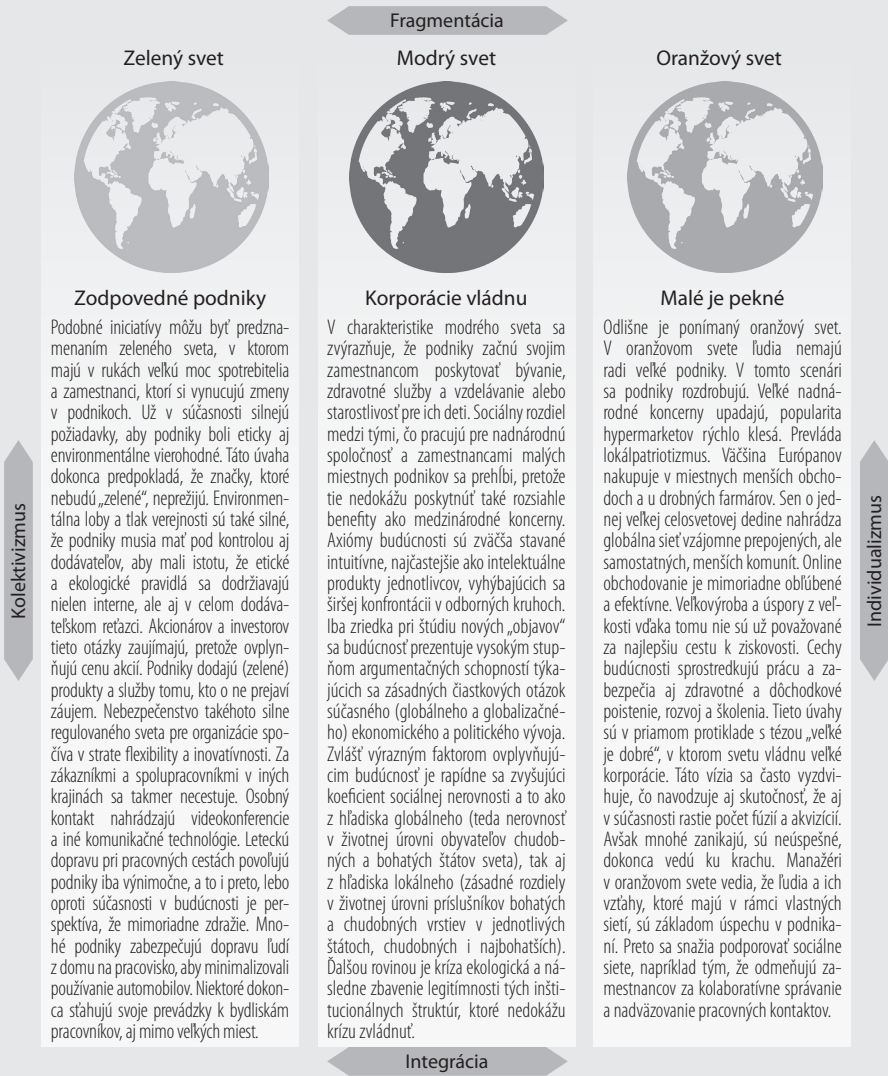 Fragmentácia
Zelený svet
Zodpovedné podniky
Podobné iniciatívy môžu byť predzna-
menaním zeleného sveta, v ktorom
majú v rukách veľkú moc spotrebitelia
a zamestnanci, ktorí si vynucujú zmeny
v podnikoch. Už v súčasnosti silnejú
požiadavky, aby podniky boli eticky aj
environmentálne vierohodné. Táto úvaha
dokonca predpokladá, že značky, ktoré
nebudú „zelené“, neprežijú. Environmen-
tálna loby a tlak verejnosti sú také silné,
že podniky musia mať pod kontrolou aj
dodávateľov, aby mali istotu, že etické
a ekologické pravidlá sa dodržiavajú
nielen interne, ale aj v celom dodáva-
teľskom reťazci. Akcionárov a investorov
tieto otázky zaujímajú, pretože ovplyn-
ňujú cenu akcií. Podniky dodajú (zelené)
produkty a služby tomu, kto o ne prejaví
záujem. Nebezpečenstvo takéhoto silne
regulovaného sveta pre organizácie spo-
číva v strate flexibility a inovatívnosti. Za
zákazníkmi a spolupracovníkmi v iných
krajinách sa takmer necestuje. Osobný
kontakt nahrádzajú videokonferencie
a iné komunikačné technológie. Leteckú
dopravu pri pracovných cestách povoľujú
podniky iba výnimočne, a to i preto, lebo
oproti súčasnosti v budúcnosti je per-
spektíva, že mimoriadne zdražie. Mno-
hé podniky zabezpečujú dopravu ľudí
z domu na pracovisko, aby minimalizovali
používanie automobilov. Niektoré dokon-
ca sťahujú svoje prevádzky k bydliskám
pracovníkov, aj mimo veľkých miest.
Modrý svet
Korporácie vládnu
V charakteristike modrého sveta sa
zvýrazňuje, že podniky začnú svojim
zamestnancom poskytovať bývanie,
zdravotné služby a vzdelávanie alebo
starostlivosť pre ich deti. Sociálny rozdiel
medzi tými, čo pracujú pre nadnárodnú
spoločnosť a zamestnancami malých
miestnych podnikov sa prehĺbi, pretože
tie nedokážu poskytnúť také rozsiahle
benefity ako medzinárodné koncerny.
Axiómy budúcnosti sú zväčša stavané
intuitívne, najčastejšie ako intelektuálne
produkty jednotlivcov, vyhýbajúcich sa
širšej konfrontácii v odborných kruhoch.
Iba zriedka pri štúdiu nových „objavov“
sa budúcnosť prezentuje vysokým stup-
ňom argumentačných schopností týka-
júcich sa zásadných čiastkových otázok
súčasného (globálneho a globalizačné-
ho) ekonomického a politického vývoja.
Zvlášť výrazným faktorom ovplyvňujú-
cim budúcnosť je rapídne sa zvyšujúci
koeficient sociálnej nerovnosti a to ako
z hľadiska globálneho (teda nerovnosť
v životnej úrovni obyvateľov chudob-
ných a bohatých štátov sveta), tak aj
z hľadiska lokálneho (zásadné rozdiely
v životnej úrovni príslušníkov bohatých
a chudobných vrstiev v jednotlivých
štátoch, chudobných i najbohatších).
Ďalšou rovinou je kríza ekologická a ná-
sledne zbavenie legitímnosti tých inšti-
tucionálnych štruktúr, ktoré nedokážu
krízu zvládnuť.
Oranžový svet
Malé je pekné
Odlišne je ponímaný oranžový svet.
V oranžovom svete ľudia nemajú
radi veľké podniky. V tomto scenári
sa podniky rozdrobujú. Veľké nadná-
rodné koncerny upadajú, popularita
hypermarketov rýchlo klesá. Prevláda
lokálpatriotizmus. Väčšina Európanov
nakupuje v miestnych menších obcho-
doch a u drobných farmárov. Sen o jed-
nej veľkej celosvetovej dedine nahrádza
globálna sieť vzájomne prepojených, ale
samostatných, menších komunít. Online
obchodovanie je mimoriadne obľúbené
a efektívne. Veľkovýroba a úspory z veľ-
kosti vďaka tomu nie sú už považované
za najlepšiu cestu k ziskovosti. Cechy
budúcnosti sprostredkujú prácu a za-
bezpečia aj zdravotné a dôchodkové
poistenie, rozvoj a školenia. Tieto úvahy
sú v priamom protiklade s tézou „veľké
je dobré“, v ktorom svetu vládnu veľké
korporácie. Táto vízia sa často vyzdvi-
huje, čo navodzuje aj skutočnosť, že aj
v súčasnosti rastie počet fúzií a akvizícií.
Avšak mnohé zanikajú, sú neúspešné,
dokonca vedú ku krachu. Manažéri
v oranžovom svete vedia, že ľudia a ich
vzťahy, ktoré majú v rámci vlastných
sietí, sú základom úspechu v podnika-
ní. Preto sa snažia podporovať sociálne
siete, napríklad tým, že odmeňujú za-
mestnancov za kolaboratívne správanie
a nadväzovanie pracovných kontaktov.
Kolektivizmus
Individualizmus
Integrácia